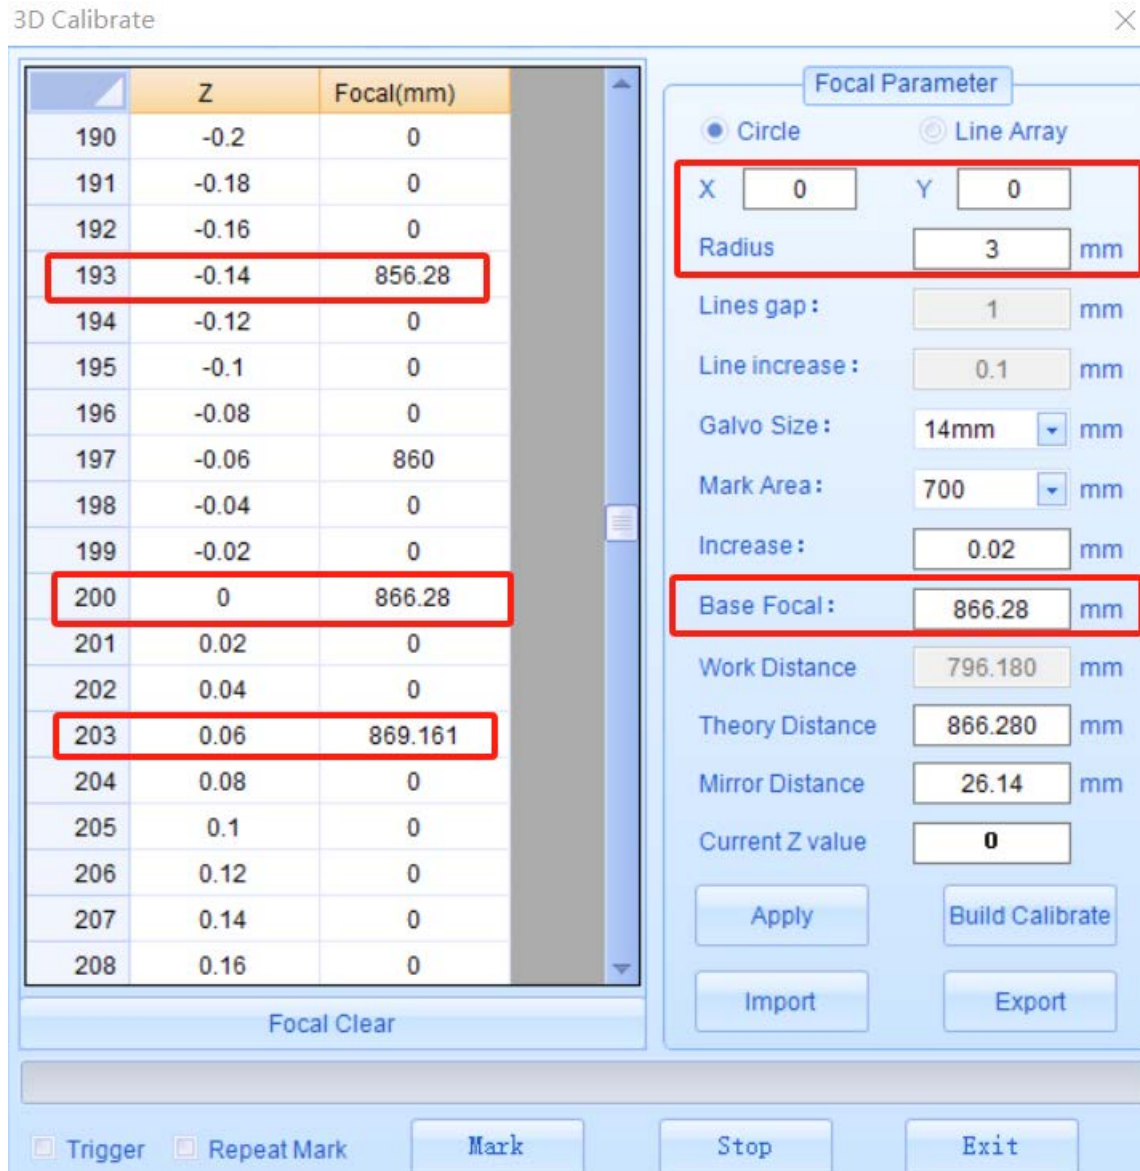 3D Calibrate
Z Focal(mm)
190 -0.2 0
191 -0.18 0
192 -0.16 0
193 -0.14 856.28
194 -0.12 0
195 -0.1 0
196 -0.08 0
197 -0.06 860
198 -0.04 0
199 -0.02 0
200 0 866.28
201 0.02 0
202 0.04 0
203 0.06 869.161
204 0.08 0
205 0.1 0
206 0.12 0
207 0.14 0
208 0.16 0
Focal Clear
Focal Parameter
Circle Line Array
X 0 Y 0
Radius 3 mm
Lines gap: 1 mm
Line increase: 0.1 mm
Galvo Size: 14mm mm
Mark Area: 700 mm
Increase: 0.02 mm
Base Focal: 866.28 mm
Work Distance 796.180 mm
Theory Distance 866.280 mm
Mirror Distance 26.14 mm
Current Z value 0
Apply Build Calibrate
Import Export
Trigger Repeat Mark Mark Stop Exit